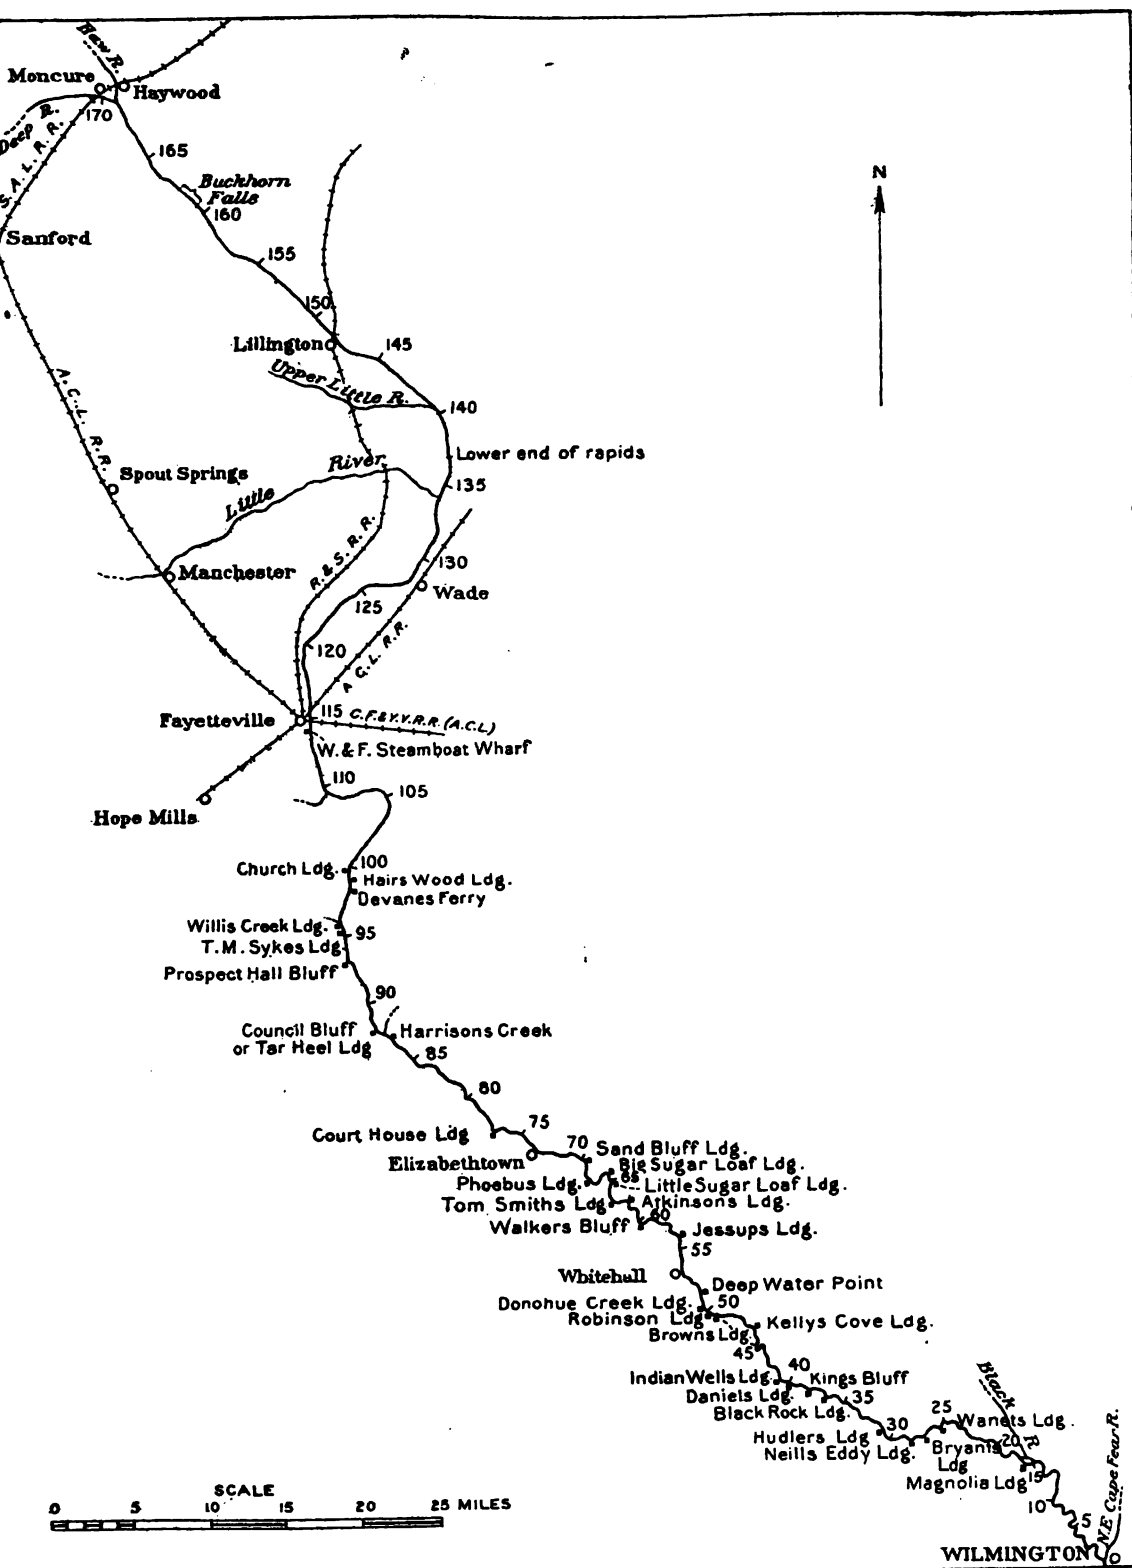 Haw R.
Moncure
Haywood
170
Deep R.
S. A. L. R. R.
165
Buckhorn
Falls
160
Sanford
155
150
Lillington
145
Upper Little R.
140
A. C. L. R. R.
Lower end of rapids
Spout Springs
Little River
135
R. & S. R. R.
130
Manchester
Wade
125
120
A C. L. R. R.
Fayetteville
115
C. F. & Y. V. R. R. (A. C. L)
W. & F. Steamboat Wharf
110
105
Hope Mills
Church Ldg.
100
Hairs Wood Ldg.
Devanes Ferry
Willis Creek Ldg.
95
T. M. Sykes Ldg
Prospect Hall Bluff
90
Council Bluff
or Tar Heel Ldg
Harrisons Creek
85
80
75
Court House Ldg
70
Sand Bluff Ldg.
Elizabethtown
Big Sugar Loaf Ldg.
65
Phoebus Ldg.
Little Sugar Loaf Ldg.
Tom Smiths Ldg
Atkinsons Ldg.
60
Walkers Bluff
Jessups Ldg.
55
Whitehall
Deep Water Point
Donohue Creek Ldg.
50
Robinson Ldg
Kellys Cove Ldg.
Browns Ldg.
45
40
Indian Wells Ldg.
Kings Bluff
Daniels Ldg.
35
Black Rock Ldg.
Black R
25
Wanets Ldg.
30
Hudlers Ldg
Neills Eddy Ldg.
Bryants
Ldg
20
Magnolia Ldg
15
10
5
N.E. Cape Fear R.
WILMINGTON
N
SCALE
0 5 10 15 20 25 MILES